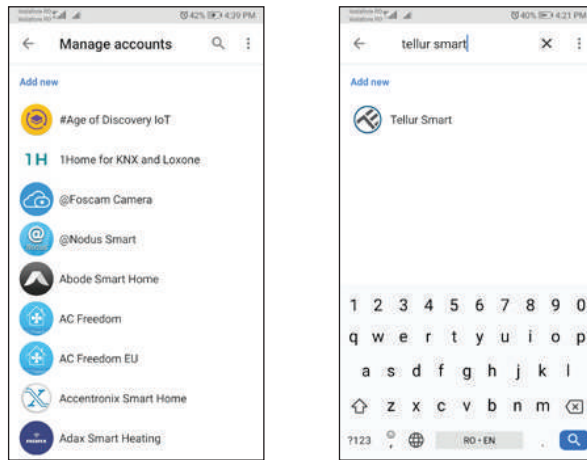 42% 4:39 PM
Manage accounts
Add new
#Age of Discovery IoT
1H 1Home for KNX and Loxone
@Foscam Camera
@ @Nodus Smart
Abode Smart Home
AC Freedom
AC Freedom EU
Accentronix Smart Home
Adax Smart Heating
40% 4:21 PM
tellur smart
Add new
Tellur Smart
1 2 3 4 5 6 7 8 9 0
q w e r t y u i o p
a s d f g h j k l
z x c v b n m
?123 , RO • EN .